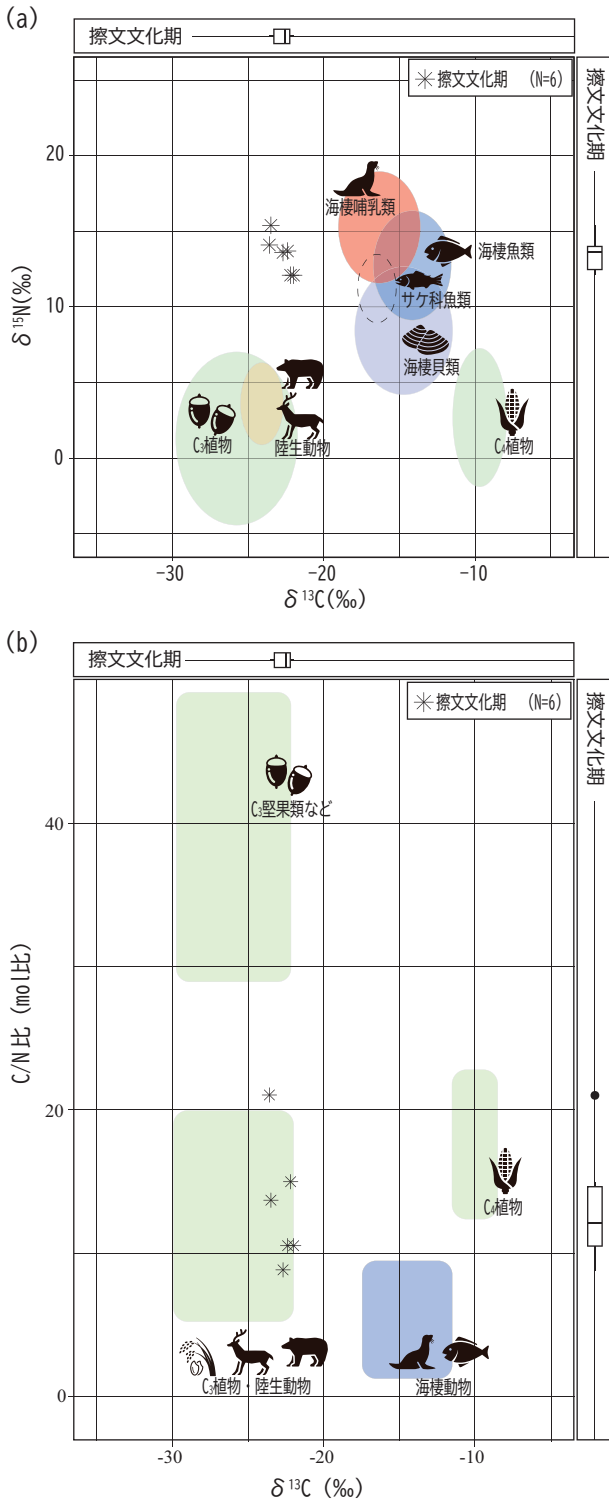 (a)
擦文文化期
✳擦文文化期 (N=6)
擦文文化期
20
10
0
δ¹⁵N(‰)
海棲哺乳類
海棲魚類
サケ科魚類
海棲貝類
C₃植物
陸生動物
C₄植物
−30
−20
−10
δ¹³C(‰)
(b)
擦文文化期
✳擦文文化期 (N=6)
擦文文化期
C₃堅果類など
40
C/N比 (mol比)
20
C₄植物
0
C₃植物・陸生動物
海棲動物
-30
-20
-10
δ¹³C (‰)